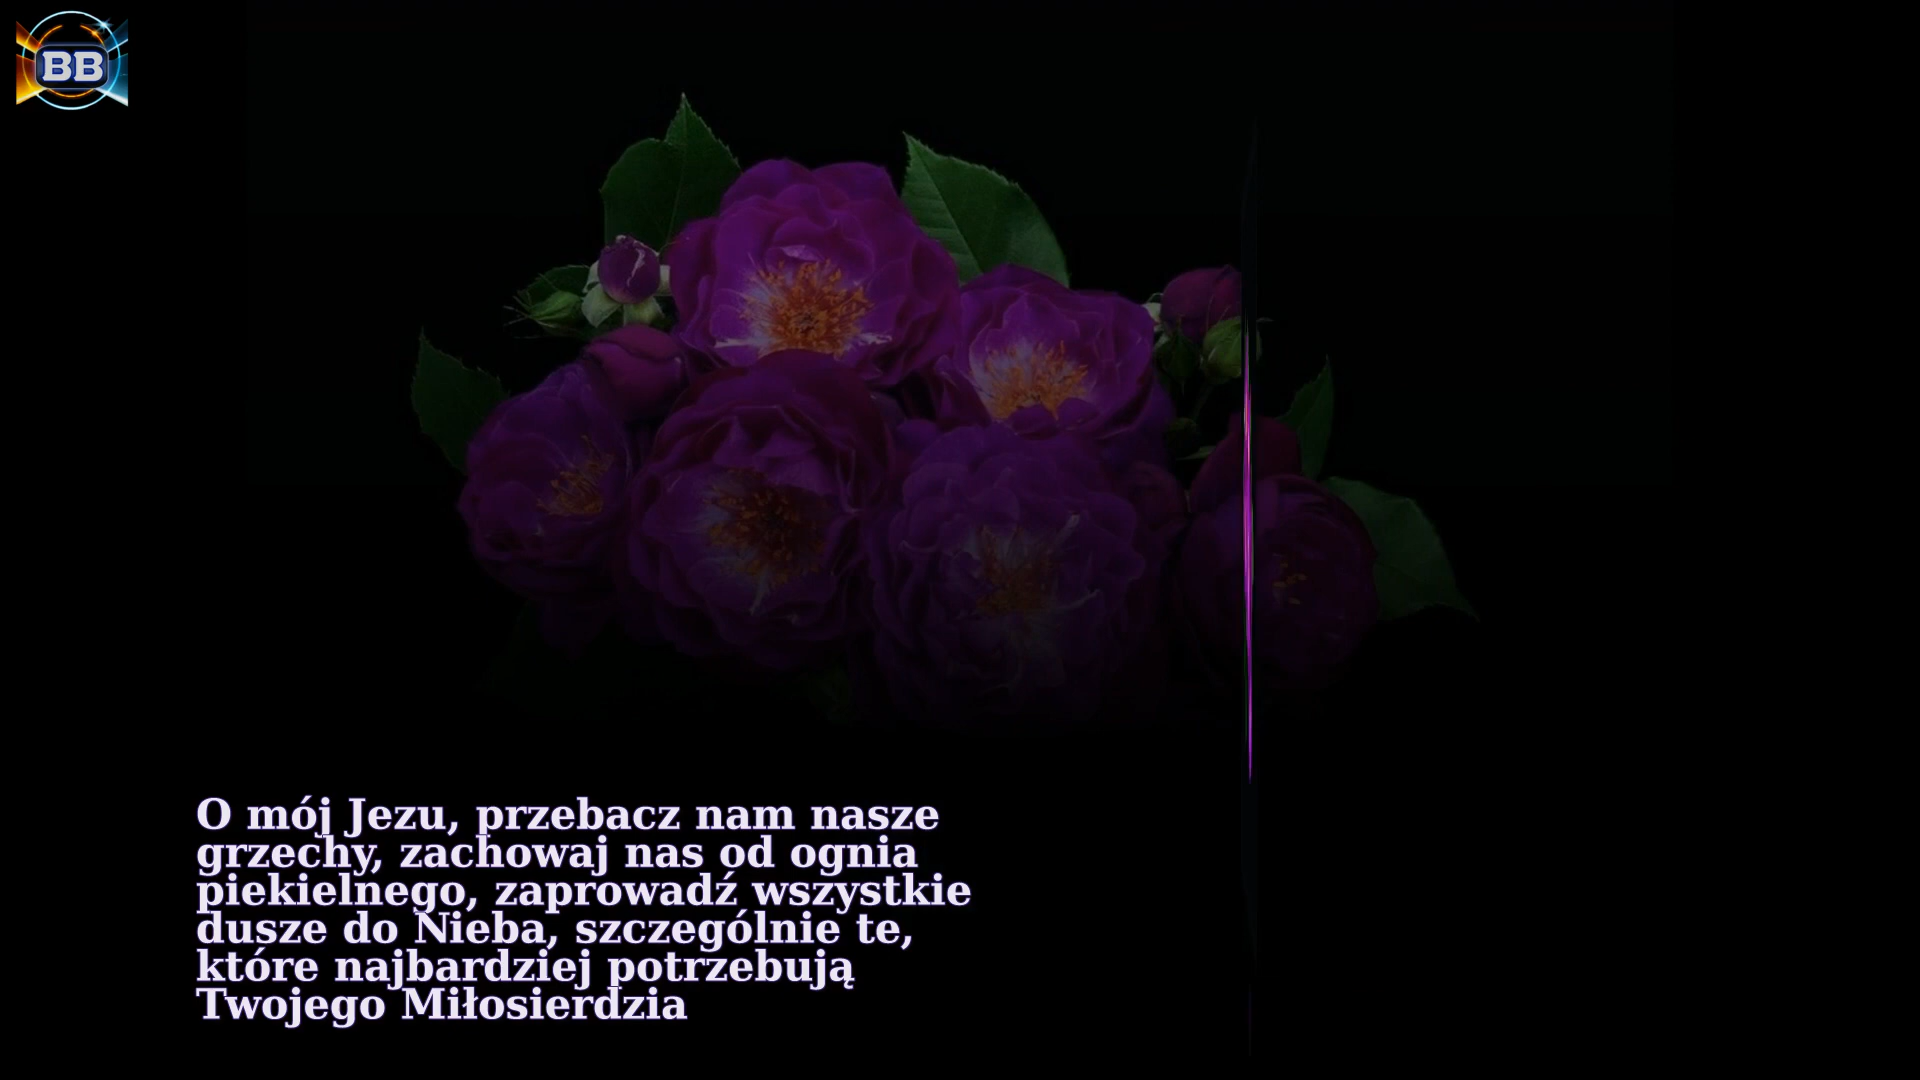 BB
O mój Jezu, przebacz nam nasze
grzechy, zachowaj nas od ognia
piekielnego, zaprowadź wszystkie
dusze do Nieba, szczególnie te,
które najbardziej potrzebują
Twojego Miłosierdzia